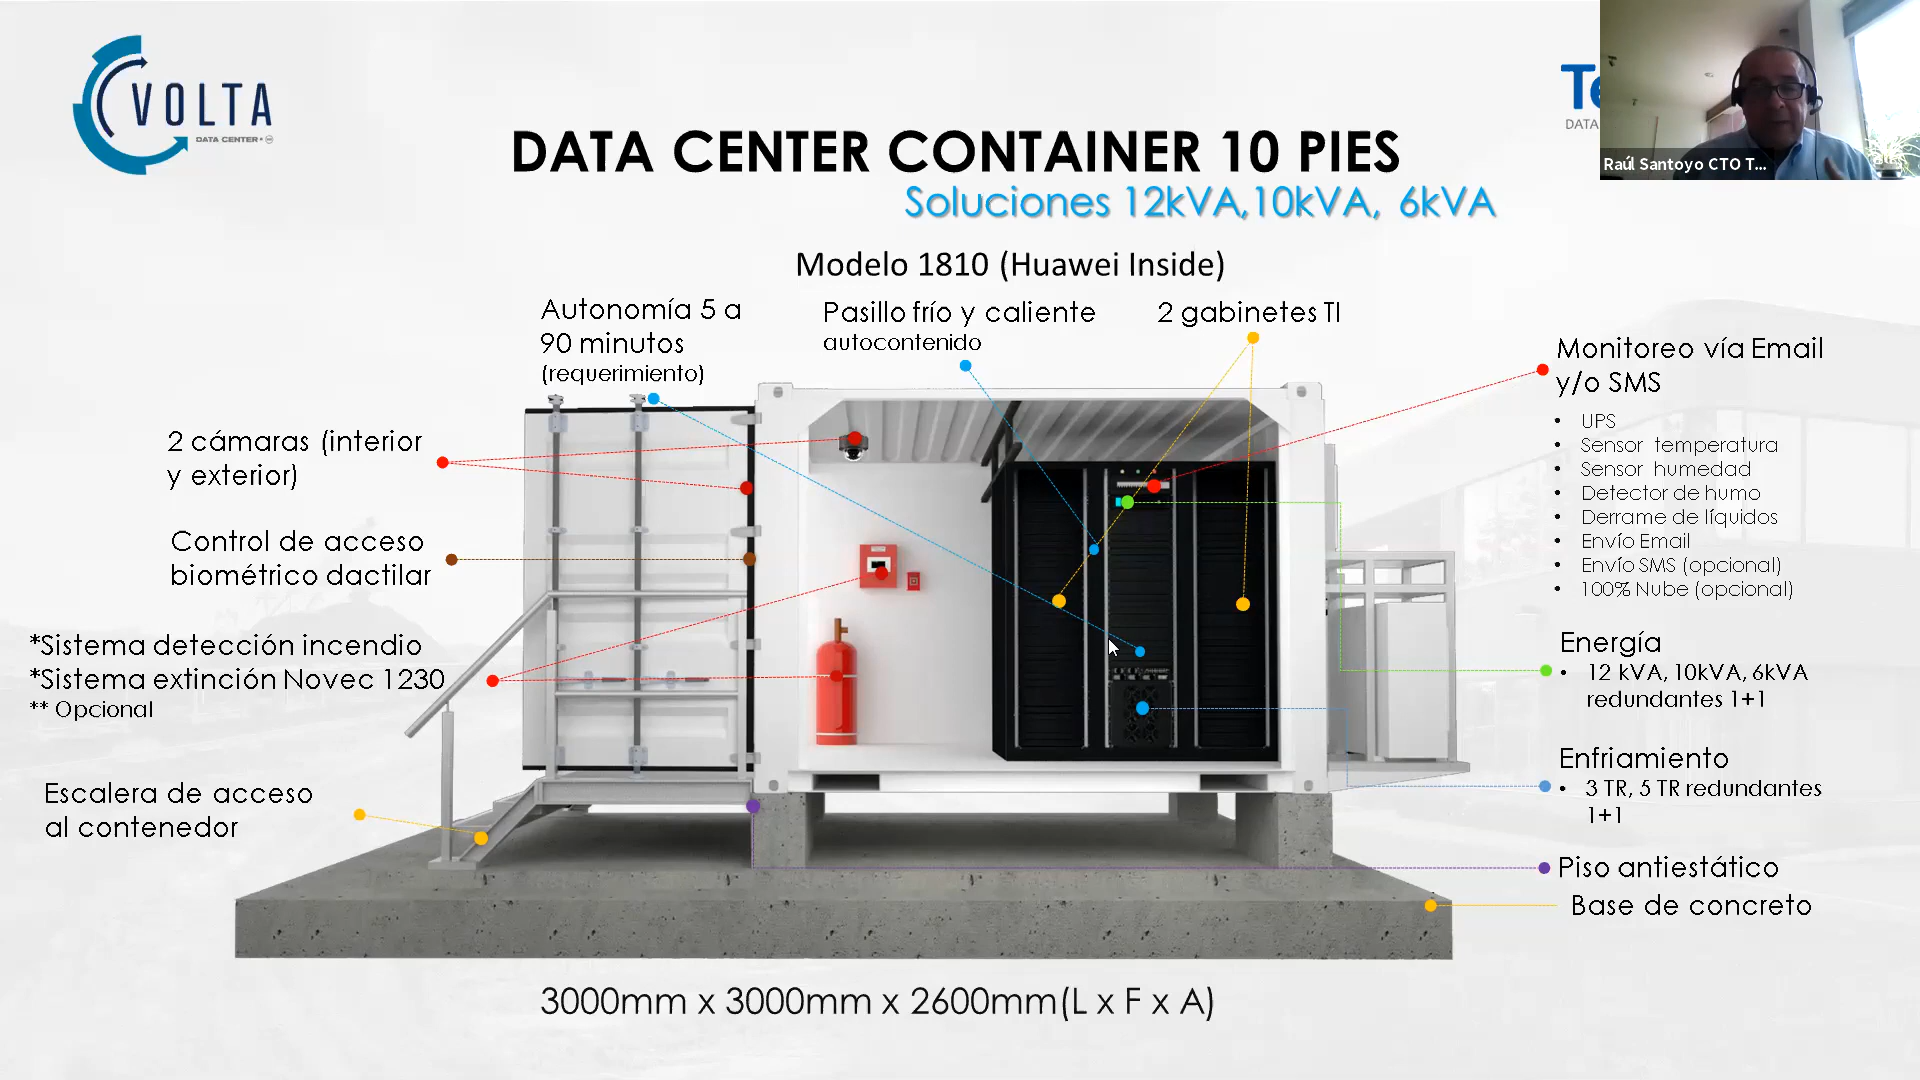 VOLTA
DATA CENTER
Te
DATA
Raúl Santoyo CTO T...
DATA CENTER CONTAINER 10 PIES
Soluciones 12kVA,10kVA, 6kVA
Modelo 1810 (Huawei Inside)
Autonomía 5 a
90 minutos
(requerimiento)
Pasillo frío y caliente
autocontenido
2 gabinetes TI
2 cámaras (interior
y exterior)
Control de acceso
biométrico dactilar
*Sistema detección incendio
*Sistema extinción Novec 1230
** Opcional
Escalera de acceso
al contenedor
Monitoreo vía Email
y/o SMS
• UPS
• Sensor temperatura
• Sensor humedad
• Detector de humo
• Derrame de líquidos
• Envío Email
• Envío SMS (opcional)
• 100% Nube (opcional)
Energía
• 12 kVA, 10kVA, 6kVA
redundantes 1+1
Enfriamiento
• 3 TR, 5 TR redundantes
1+1
Piso antiestático
Base de concreto
3000mm x 3000mm x 2600mm(L x F x A)